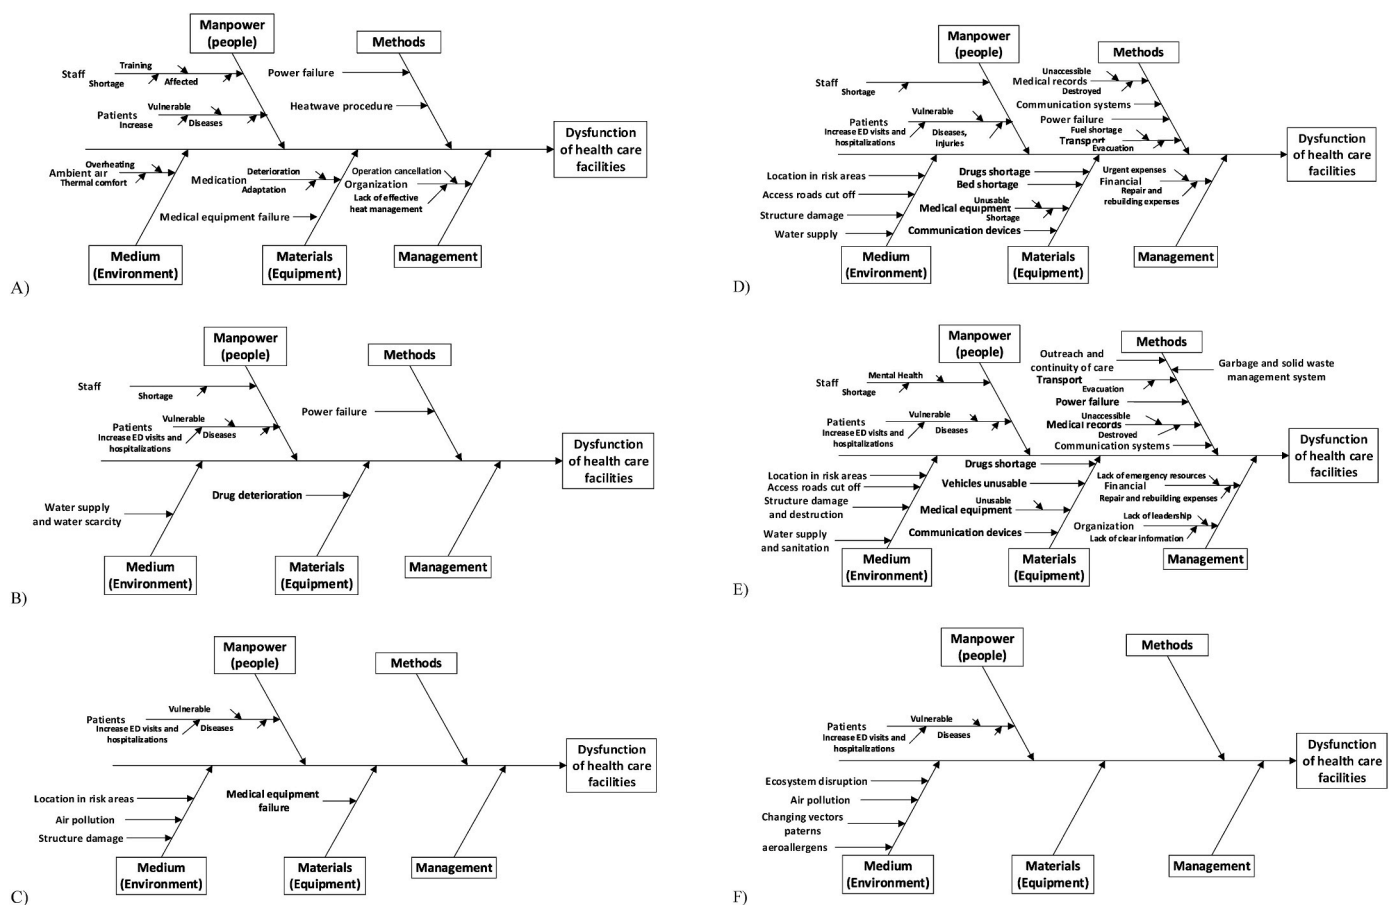 Manpower
(people)
Methods
Training
Staff
Shortage
Affected
Power failure
Vulnerable
Patients
Increase
Diseases
Heatwave procedure
Dysfunction
of health care
facilities
Overheating
Ambient air
Thermal comfort
Deterioration
Medication
Adaptation
Operation cancellation
Organization
Lack of effective
heat management
Medical equipment failure
Medium
(Environment)
Materials
(Equipment)
Management
A)
Manpower
(people)
Methods
Staff
Shortage
Power failure
Vulnerable
Patients
Increase ED visits and
hospitalizations
Diseases
Dysfunction
of health care
facilities
Drug deterioration
Water supply
and water scarcity
Medium
(Environment)
Materials
(Equipment)
Management
B)
Manpower
(people)
Methods
Vulnerable
Patients
Increase ED visits and
hospitalizations
Diseases
Dysfunction
of health care
facilities
Location in risk areas
Medical equipment
failure
Air pollution
Structure damage
Medium
(Environment)
Materials
(Equipment)
Management
C)
Manpower
(people)
Methods
Staff
Shortage
Unaccessible
Medical records
Destroyed
Communication systems
Vulnerable
Patients
Increase ED visits and
hospitalizations
Diseases,
injuries
Power failure
Fuel shortage
Transport
Evacuation
Dysfunction
of health care
facilities
Location in risk areas
Access roads cut off
Structure damage
Water supply
Drugs shortage
Bed shortage
Unusable
Medical equipment
Shortage
Communication devices
Urgent expenses
Financial
Repair and
rebuilding expenses
Medium
(Environment)
Materials
(Equipment)
Management
D)
Manpower
(people)
Methods
Outreach and
continuity of care
Garbage and solid waste
management system
Mental Health
Staff
Shortage
Transport
Evacuation
Power failure
Vulnerable
Patients
Increase ED visits and
hospitalizations
Diseases
Unaccessible
Medical records
Destroyed
Communication systems
Dysfunction
of health care
facilities
Location in risk areas
Access roads cut off
Structure damage
and destruction
Water supply
and sanitation
Drugs shortage
Vehicles unusable
Unusable
Medical equipment
Communication devices
Lack of emergency resources
Financial
Repair and rebuilding expenses
Lack of leadership
Organization
Lack of clear information
Medium
(Environment)
Materials
(Equipment)
Management
E)
Manpower
(people)
Methods
Vulnerable
Patients
Increase ED visits and
hospitalizations
Diseases
Dysfunction
of health care
facilities
Ecosystem disruption
Air pollution
Changing vectors
paterns
aeroallergens
Medium
(Environment)
Materials
(Equipment)
Management
F)